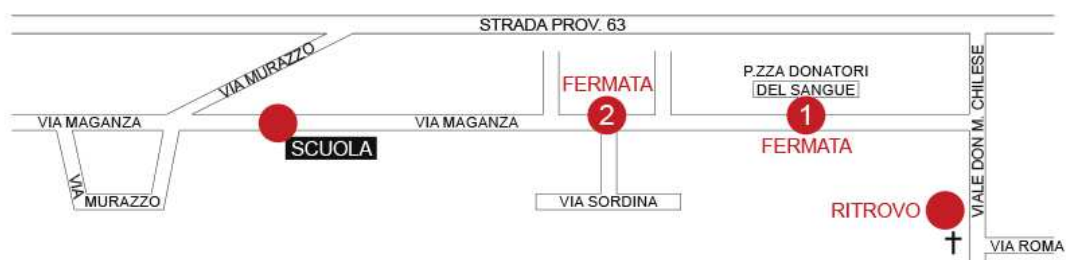 STRADA PROV. 63
VIA MURAZZO
FERMATA
P.ZZA DONATORI
DEL SANGUE
VIALE DON M. CHILESE
VIA MAGANZA
VIA MAGANZA
2
1
SCUOLA
FERMATA
VIA
MURAZZO
VIA SORDINA
RITROVO
VIA ROMA